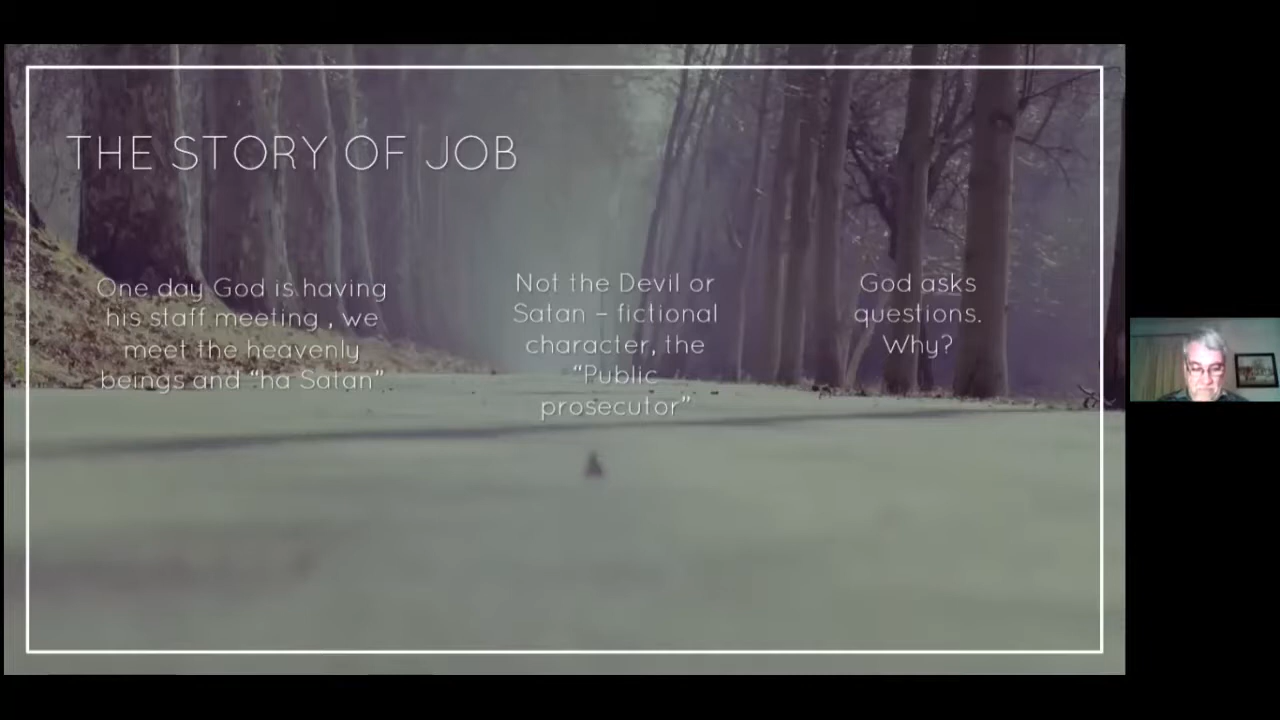 THE STORY OF JOB
One day God is having
his staff meeting , we
meet the heavenly
beings and “ha Satan”
Not the Devil or
Satan – fictional
character, the
“Public
prosecutor”
God asks
questions.
Why?